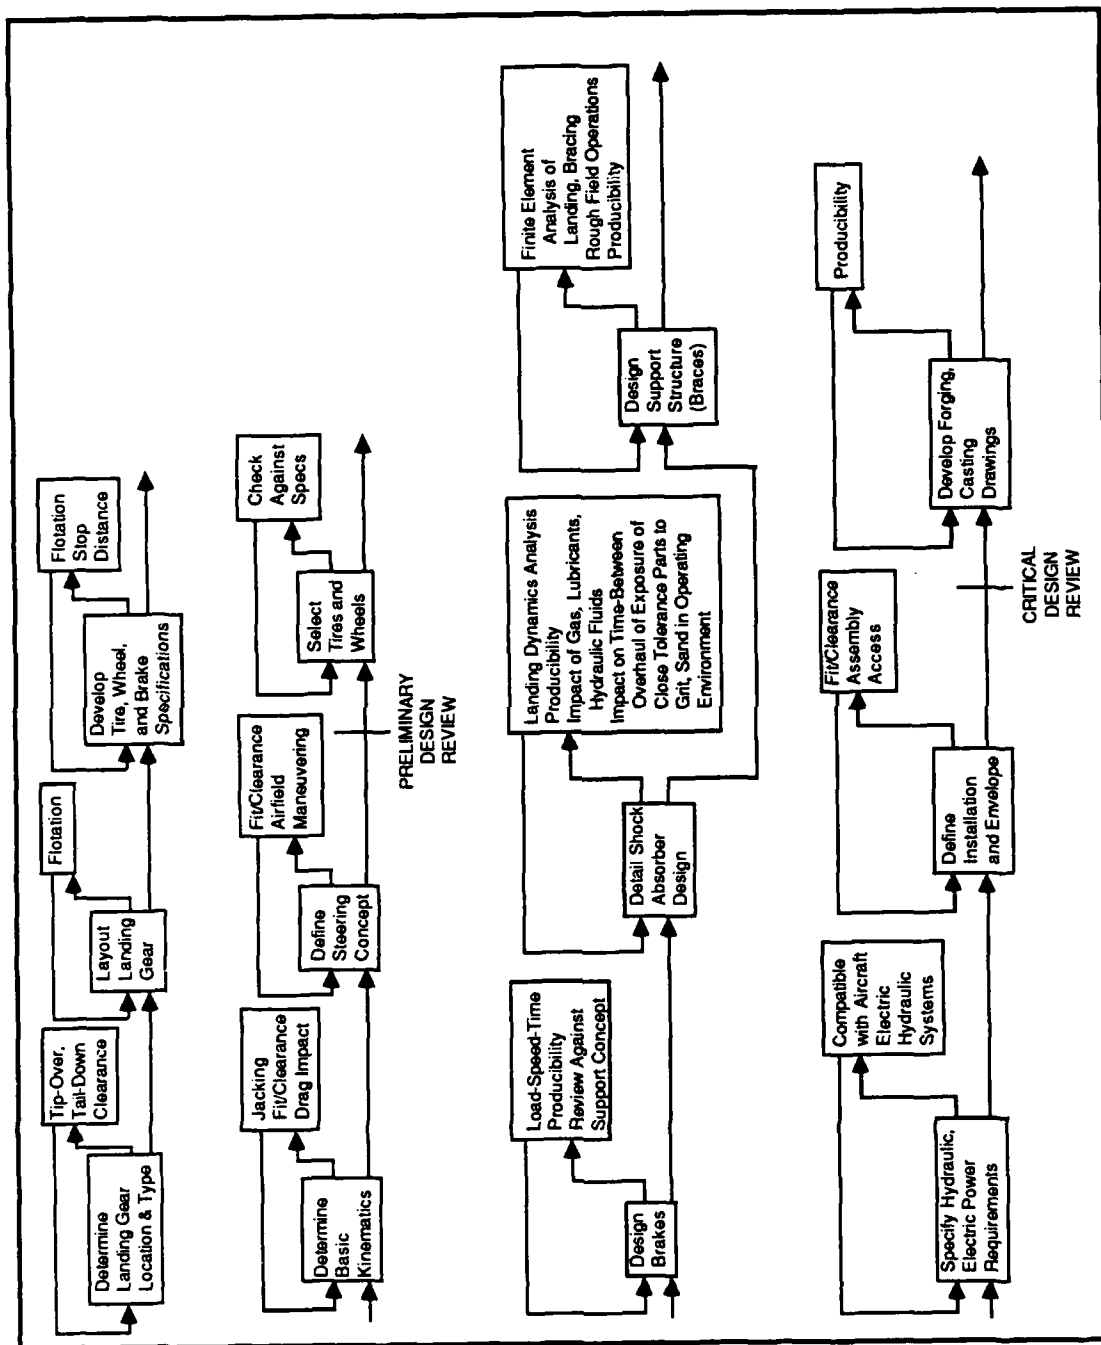 Determine
Landing Gear
Location & Type
Tip-Over,
Tail-Down
Clearance
Layout
Landing
Gear
Flotation
Develop
Tire, Wheel,
and Brake
Specifications
Flotation
Stop
Distance
Determine
Basic
Kinematics
Jacking
Fit/Clearance
Drag Impact
Define
Steering
Concept
Fit/Clearance
Airfield
Maneuvering
PRELIMINARY
DESIGN
REVIEW
Select
Tires and
Wheels
Check
Against
Specs
Design
Brakes
Load-Speed-Time
Producibility
Review Against
Support Concept
Detail Shock
Absorber
Design
Landing Dynamics Analysis
Producibility
Impact of Gas, Lubricants,
Hydraulic Fluids
Impact on Time-Between
Overhaul of Exposure of
Close Tolerance Parts to
Grit, Sand in Operating
Environment
Design
Support
Structure
(Braces)
Finite Element
Analysis of
Landing, Bracing
Rough Field Operations
Producibility
Specify Hydraulic,
Electric Power
Requirements
Compatible
with Aircraft
Electric
Hydraulic
Systems
Define
Installation
and Envelope
Fit/Clearance
Assembly
Access
CRITICAL
DESIGN
REVIEW
Develop Forging,
Casting
Drawings
Producibility